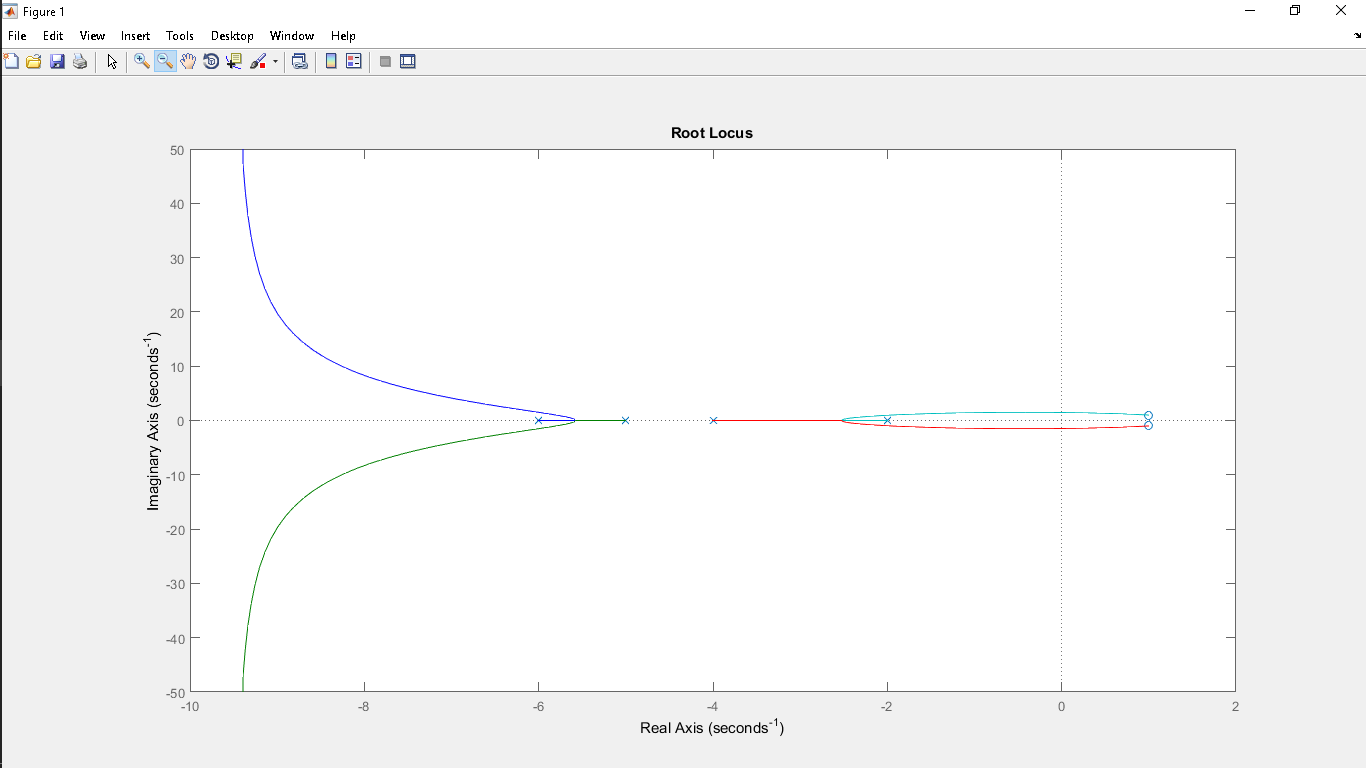 Figure 1
File Edit View Insert Tools Desktop Window Help
Root Locus
50
40
30
20
10
0
-10
-20
-30
-40
-50
Imaginary Axis (seconds⁻¹)
-10 -8 -6 -4 -2 0 2
Real Axis (seconds⁻¹)